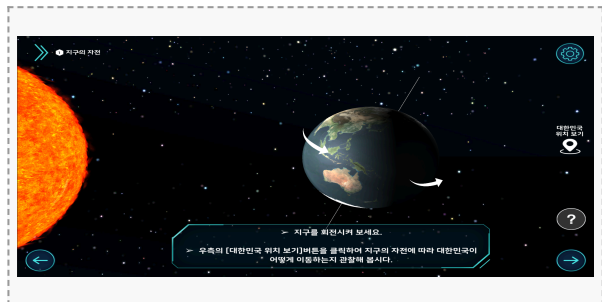 ❶ 지구의 자전
대한민국
위치 보기
?
➢ 지구를 회전시켜 보세요.
➢ 우측의 [대한민국 위치 보기]버튼을 클릭하여 지구의 자전에 따라 대한민국이
어떻게 이동하는지 관찰해 봅시다.